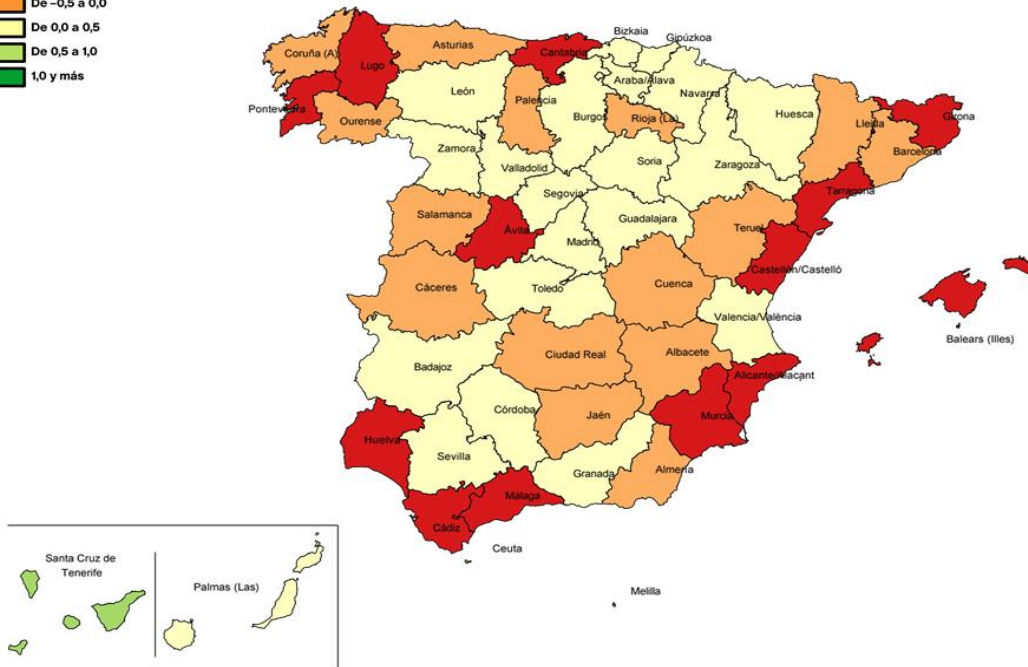 De –0,5 a 0,0
De 0,0 a 0,5
De 0,5 a 1,0
1,0 y más
Bizkaia
Gipúzkoa
Coruña (A)
Asturias
Cantabria
Lugo
Araba/Álava
León
Palencia
Navarra
Pontevedra
Ourense
Burgos
Rioja (La)
Huesca
Lleida
Girona
Zamora
Barcelona
Valladolid
Soria
Zaragoza
Segovia
Tarragona
Salamanca
Guadalajara
Ávila
Teruel
Madrid
Castellón/Castelló
Cáceres
Toledo
Cuenca
Valencia/València
Balears (Illes)
Ciudad Real
Albacete
Badajoz
Alicante/Alacant
Córdoba
Jaén
Murcia
Huelva
Sevilla
Granada
Almería
Málaga
Cádiz
Ceuta
Santa Cruz de
Tenerife
Palmas (Las)
Melilla